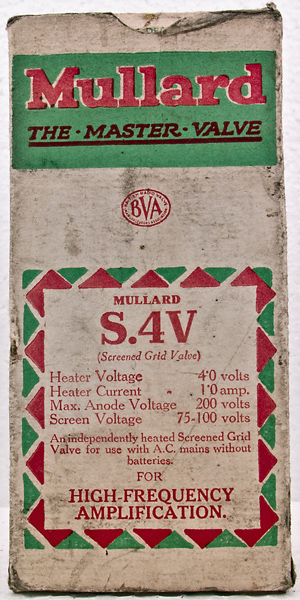 Mullard
THE · MASTER · VALVE
BVA
MULLARD
S.4V
(Screened Grid Valve)
Heater Voltage 4·0 volts
Heater Current - 1·0 amp.
Max. Anode Voltage 200 volts
Screen Voltage 75-100 volts
An independently heated Screened Grid
Valve for use with A.C. mains without
batteries.
FOR
HIGH-FREQUENCY
AMPLIFICATION.